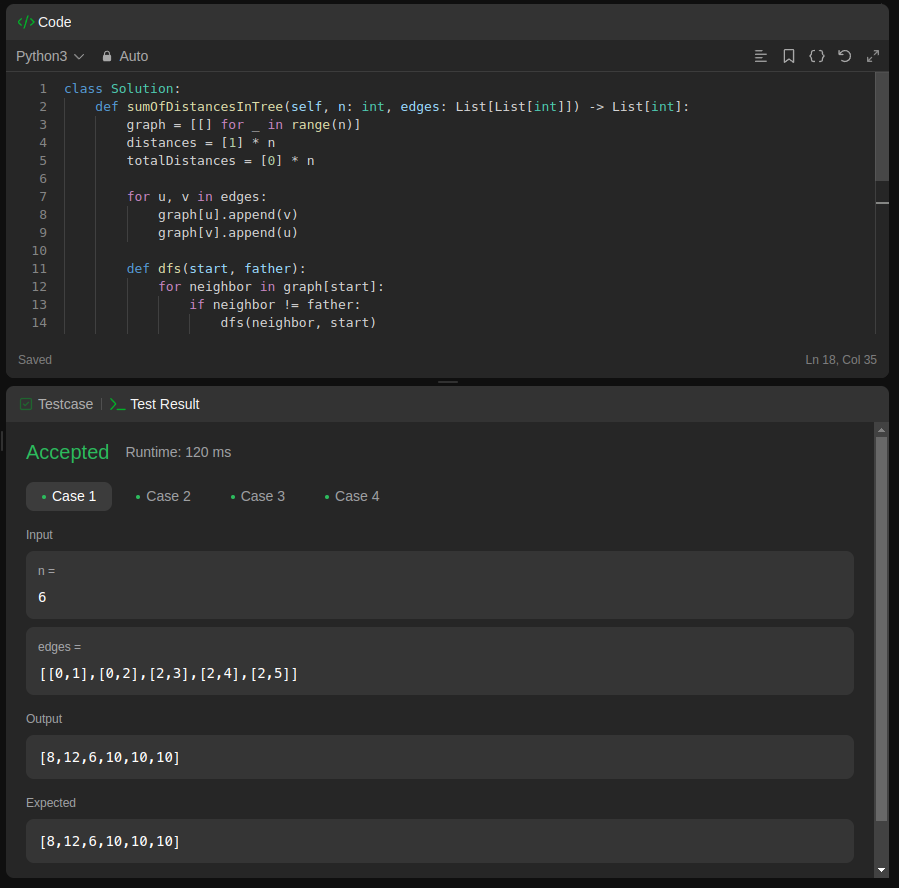 </> Code
Python3 Auto
1 class Solution:
2     def sumOfDistancesInTree(self, n: int, edges: List[List[int]]) -> List[int]:
3         graph = [[] for _ in range(n)]
4         distances = [1] * n
5         totalDistances = [0] * n
6
7         for u, v in edges:
8             graph[u].append(v)
9             graph[v].append(u)
10
11         def dfs(start, father):
12             for neighbor in graph[start]:
13                 if neighbor != father:
14                     dfs(neighbor, start)
Saved Ln 18, Col 35
Testcase | >_ Test Result
Accepted Runtime: 120 ms
• Case 1 • Case 2 • Case 3 • Case 4
Input
n =
6
edges =
[[0,1],[0,2],[2,3],[2,4],[2,5]]
Output
[8,12,6,10,10,10]
Expected
[8,12,6,10,10,10]